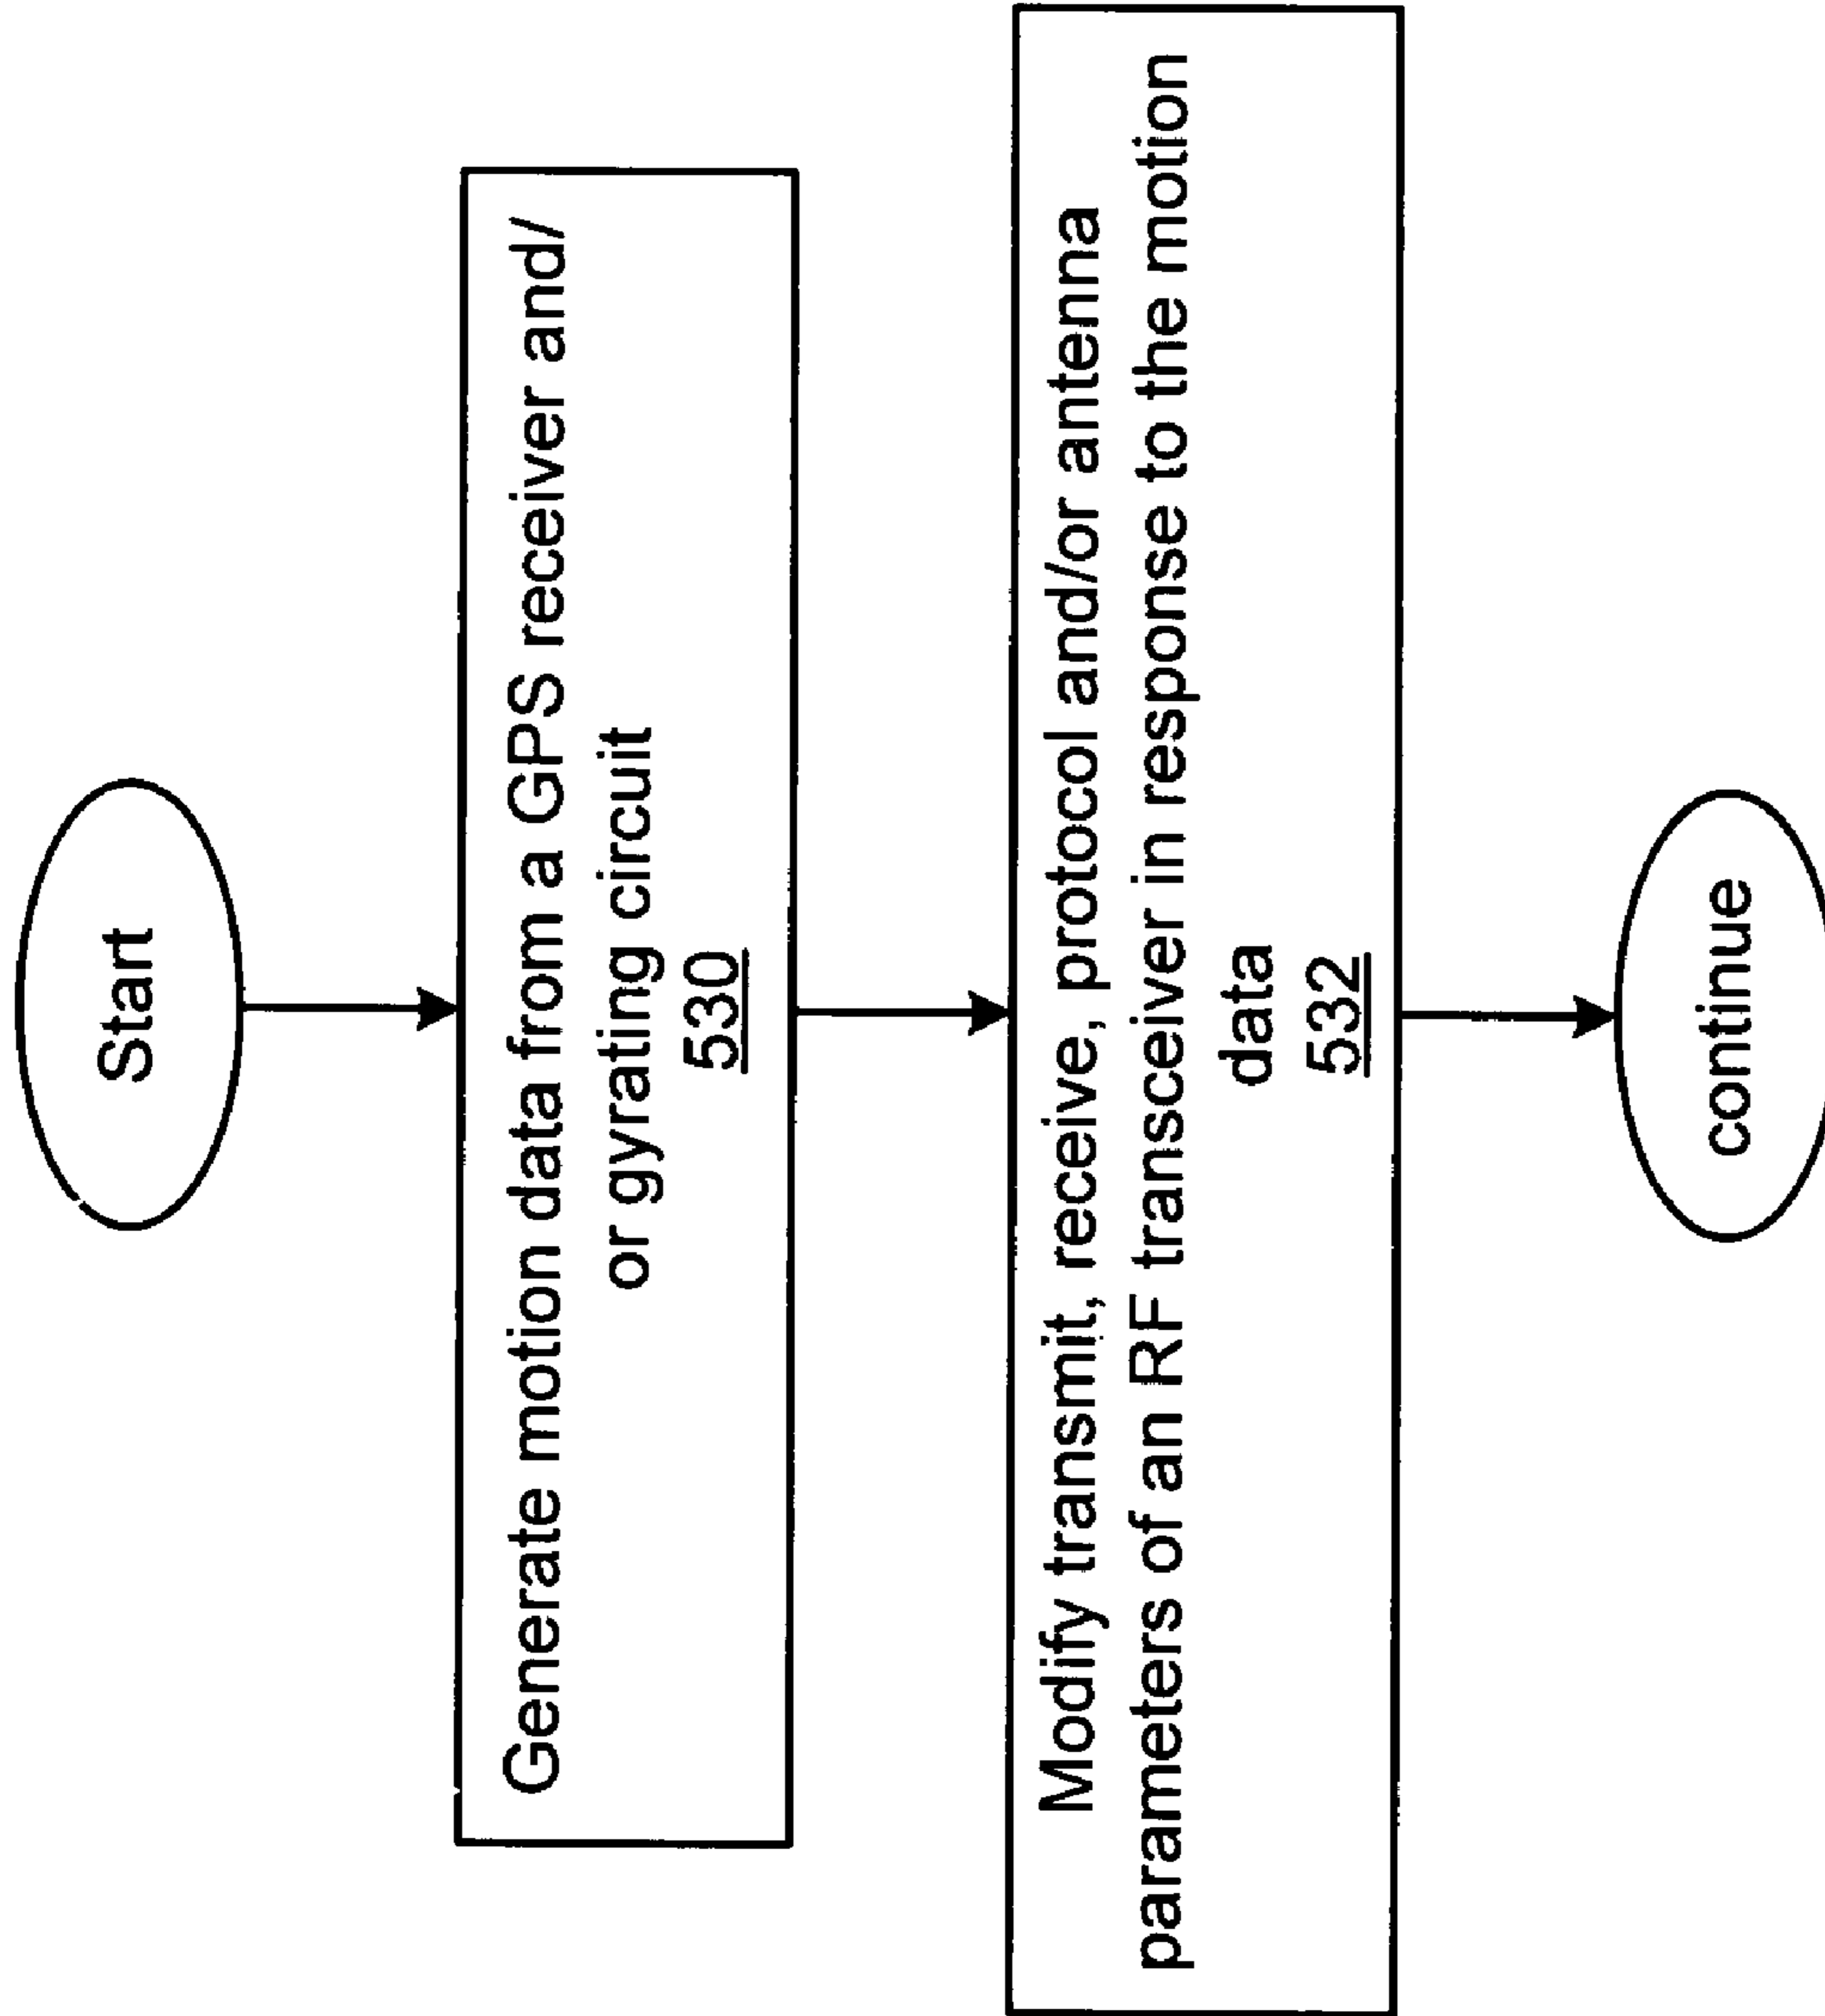 Start
Generate motion data from a GPS receiver and/
or gyrating circuit
530
Modify transmit, receive, protocol and/or antenna
parameters of an RF transceiver in response to the motion
data
532
continue